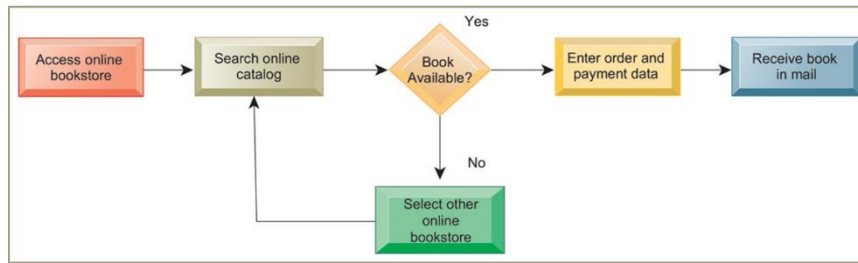 Access online
bookstore
Search online
catalog
Book
Available?
Yes
Enter order and
payment data
Receive book
in mail
No
Select other
online
bookstore